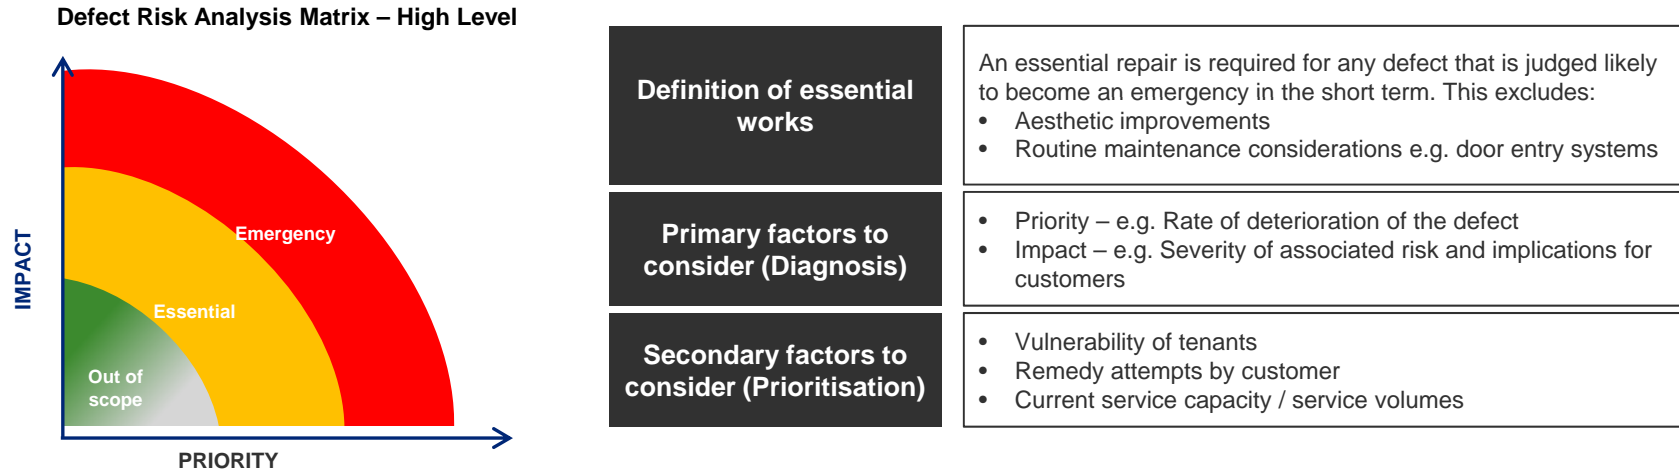 Defect Risk Analysis Matrix – High Level
IMPACT
Emergency
Essential
Out of
scope
PRIORITY
Definition of essential
works
An essential repair is required for any defect that is judged likely
to become an emergency in the short term. This excludes:
• Aesthetic improvements
• Routine maintenance considerations e.g. door entry systems
Primary factors to
consider (Diagnosis)
• Priority – e.g. Rate of deterioration of the defect
• Impact – e.g. Severity of associated risk and implications for
customers
Secondary factors to
consider (Prioritisation)
• Vulnerability of tenants
• Remedy attempts by customer
• Current service capacity / service volumes